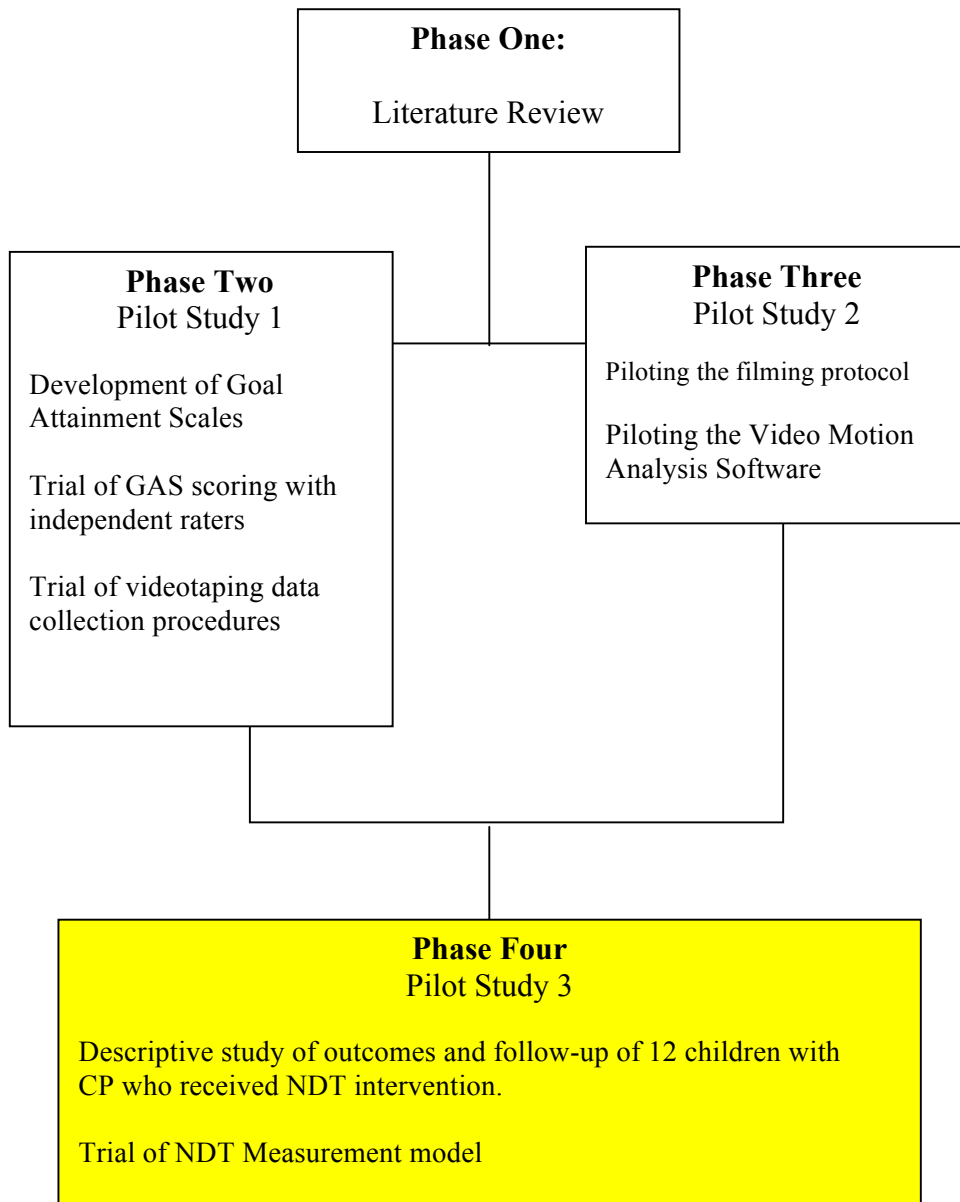 Phase One:
Literature Review
Phase Two
Pilot Study 1
Development of Goal
Attainment Scales
Trial of GAS scoring with
independent raters
Trial of videotaping data
collection procedures
Phase Three
Pilot Study 2
Piloting the filming protocol
Piloting the Video Motion
Analysis Software
Phase Four
Pilot Study 3
Descriptive study of outcomes and follow-up of 12 children with
CP who received NDT intervention.
Trial of NDT Measurement model